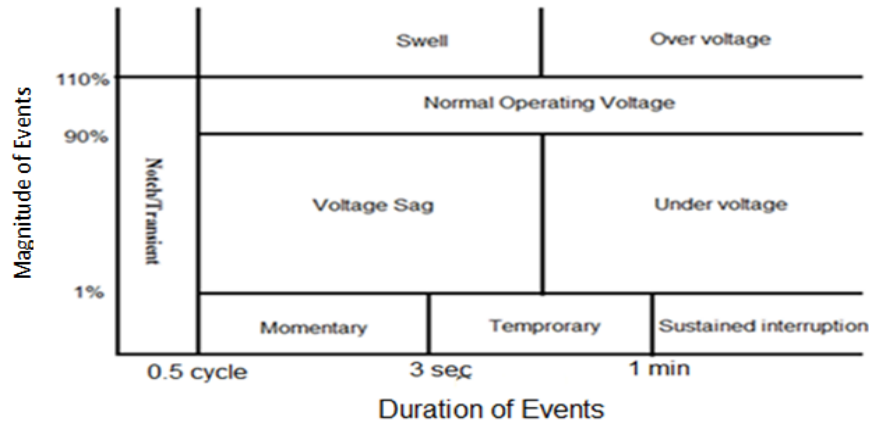 Swell
Over voltage
110%
Normal Operating Voltage
90%
Magnitude of Events
Notch/Transient
Voltage Sag
Under voltage
1%
Momentary
Temprorary
Sustained interruption
0.5 cycle
3 sec
1 min
Duration of Events